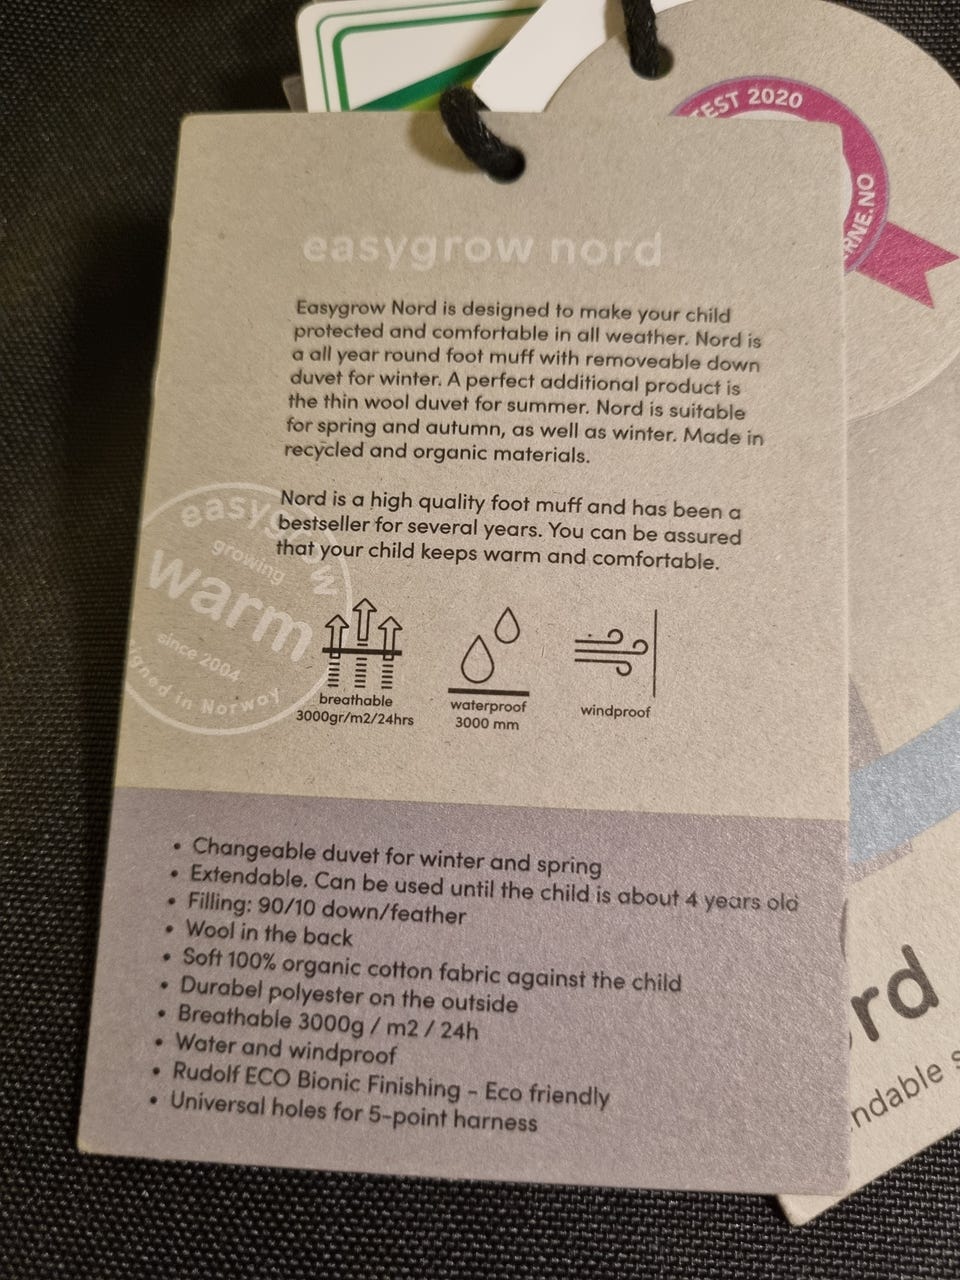 TEST 2020
RNE.NO
easygrow nord
Easygrow Nord is designed to make your child
protected and comfortable in all weather. Nord is
a all year round foot muff with removeable down
duvet for winter. A perfect additional product is
the thin wool duvet for summer. Nord is suitable
for spring and autumn, as well as winter. Made in
recycled and organic materials.
Nord is a high quality foot muff and has been a
bestseller for several years. You can be assured
that your child keeps warm and comfortable.
easygrow
growing
warm
since 2004
igned in Norway
breathable
3000gr/m2/24hrs
waterproof
3000 mm
windproof
• Changeable duvet for winter and spring
• Extendable. Can be used until the child is about 4 years old
• Filling: 90/10 down/feather
• Wool in the back
• Soft 100% organic cotton fabric against the child
• Durabel polyester on the outside
• Breathable 3000g / m2 / 24h
• Water and windproof
• Rudolf ECO Bionic Finishing - Eco friendly
• Universal holes for 5-point harness
rd
ndable s